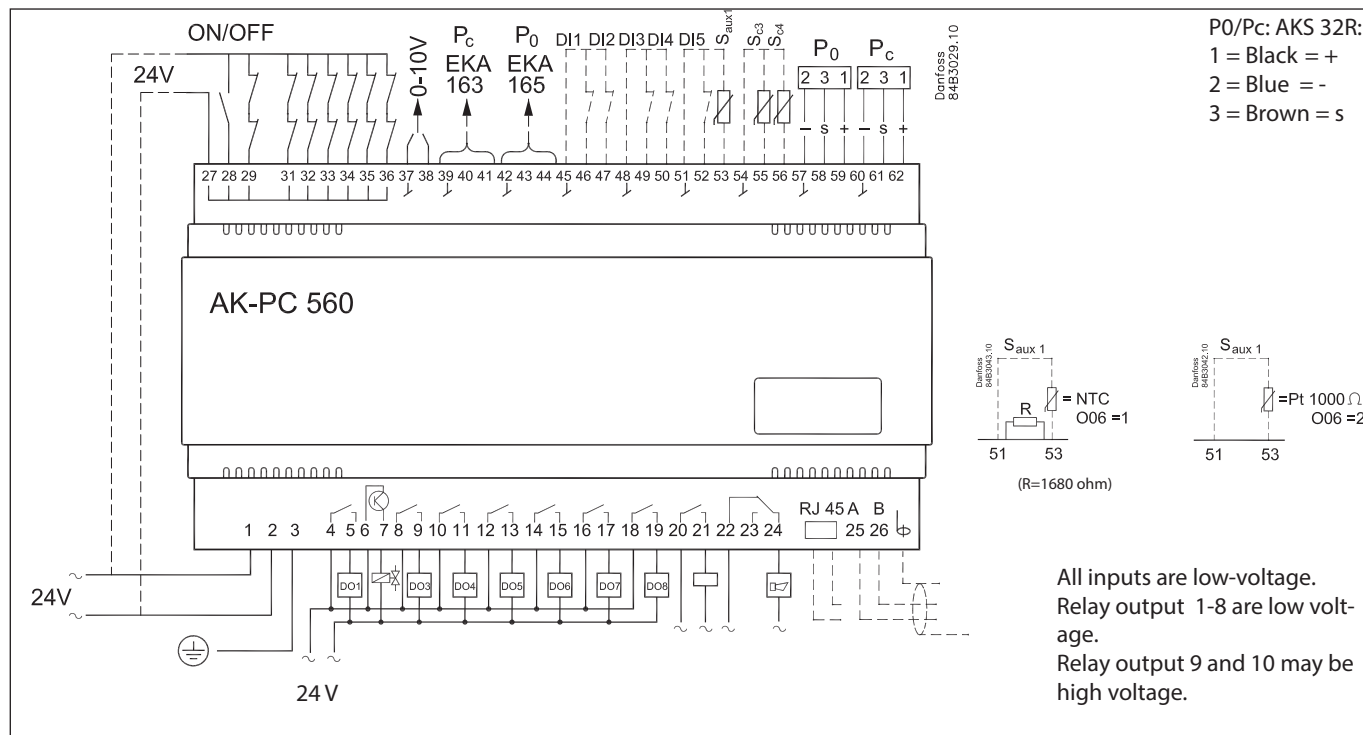 ON/OFF
24V
0-10V
Pc
EKA
163
P0
EKA
165
DI1 DI2 DI3 DI4 DI5 Saux1 Sc3 Sc4
P0 Pc
2 3 1 2 3 1
– s + – s +
Danfoss
84B3029.10
P0/Pc: AKS 32R:
1 = Black = +
2 = Blue = -
3 = Brown = s
27 28 29 31 32 33 34 35 36 37 38 39 40 41 42 43 44 45 46 47 48 49 50 51 52 53 54 55 56 57 58 59 60 61 62
AK-PC 560
Danfoss
84B3043.10
Saux 1
R
= NTC
O06 =1
51 53
(R=1680 ohm)
Danfoss
84B3042.10
Saux 1
=Pt 1000 Ω
O06 =2
51 53
RJ 45 A B
1 2 3 4 5 6 7 8 9 10 11 12 13 14 15 16 17 18 19 20 21 22 23 24 25 26
DO1 DO3 DO4 DO5 DO6 DO7 DO8
24V
24 V
All inputs are low-voltage.
Relay output 1-8 are low volt-
age.
Relay output 9 and 10 may be
high voltage.